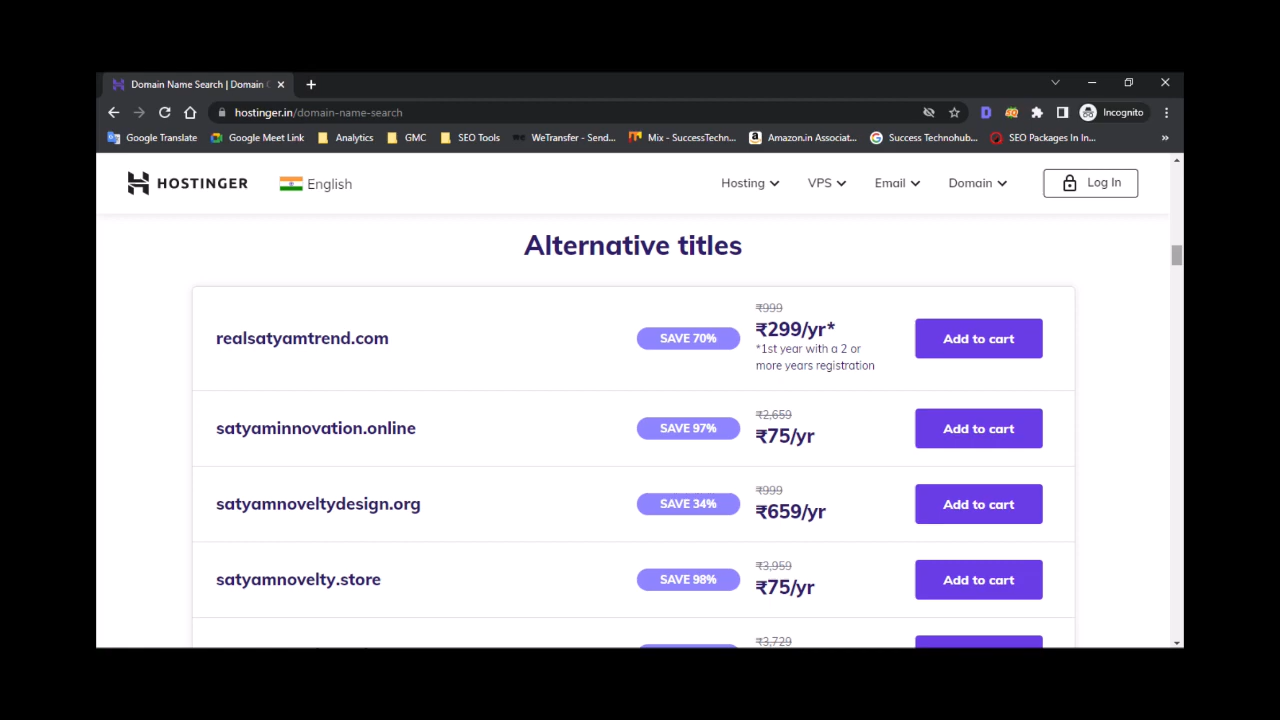 Domain Name Search | Domain C
hostinger.in/domain-name-search
Incognito
Google Translate
Google Meet Link
Analytics
GMC
SEO Tools
WeTransfer - Send...
Mix - SuccessTechn...
Amazon.in Associat...
Success Technohub...
SEO Packages In In...
»
HOSTINGER
English
Hosting
VPS
Email
Domain
Log In
Alternative titles
realsatyamtrend.com
SAVE 70%
₹999
₹299/yr*
*1st year with a 2 or
more years registration
Add to cart
satyaminnovation.online
SAVE 97%
₹2,659
₹75/yr
Add to cart
satyamnoveltydesign.org
SAVE 34%
₹999
₹659/yr
Add to cart
satyamnovelty.store
SAVE 98%
₹3,959
₹75/yr
Add to cart
₹3,729